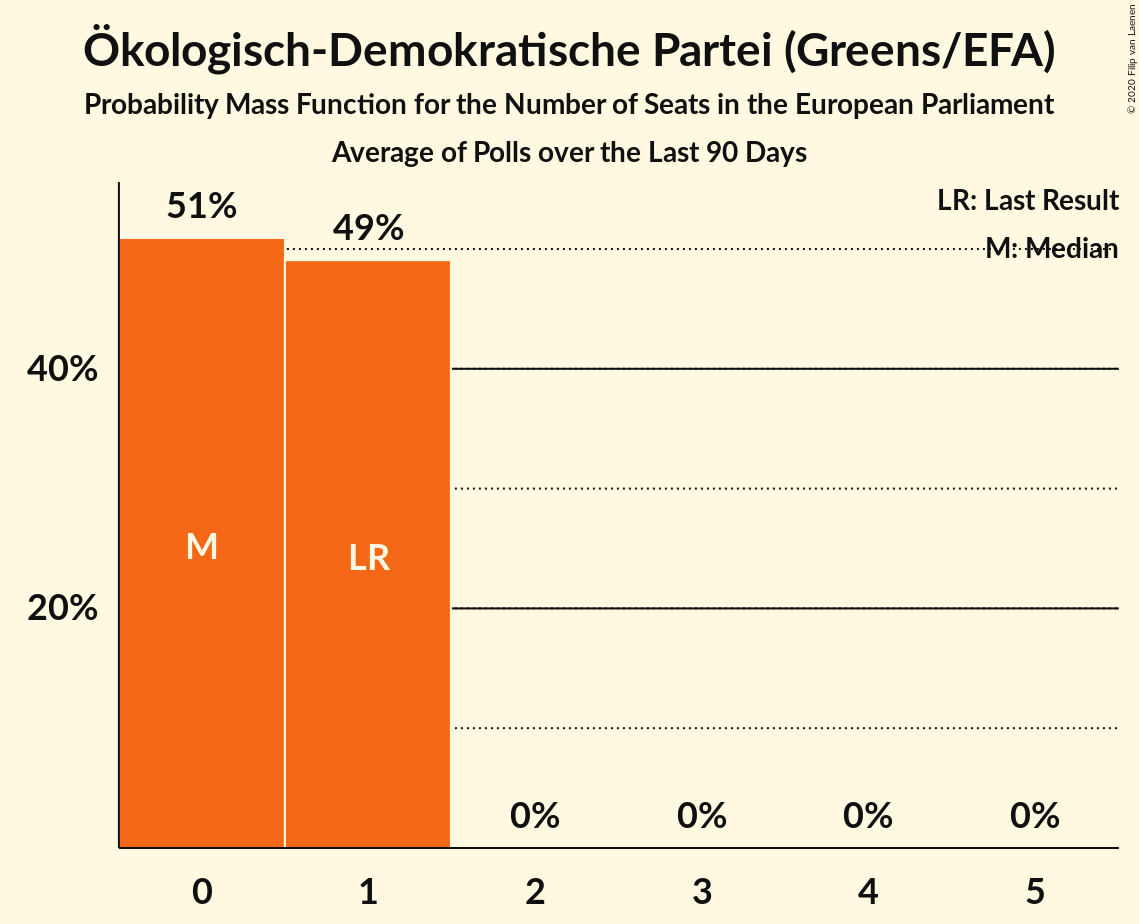 Ökologisch-Demokratische Partei (Greens/EFA)
Probability Mass Function for the Number of Seats in the European Parliament
Average of Polls over the Last 90 Days
© 2020 Filip van Laenen
LR: Last Result
M: Median
51%
49%
40%
20%
M
LR
0%
0%
0%
0%
0
1
2
3
4
5